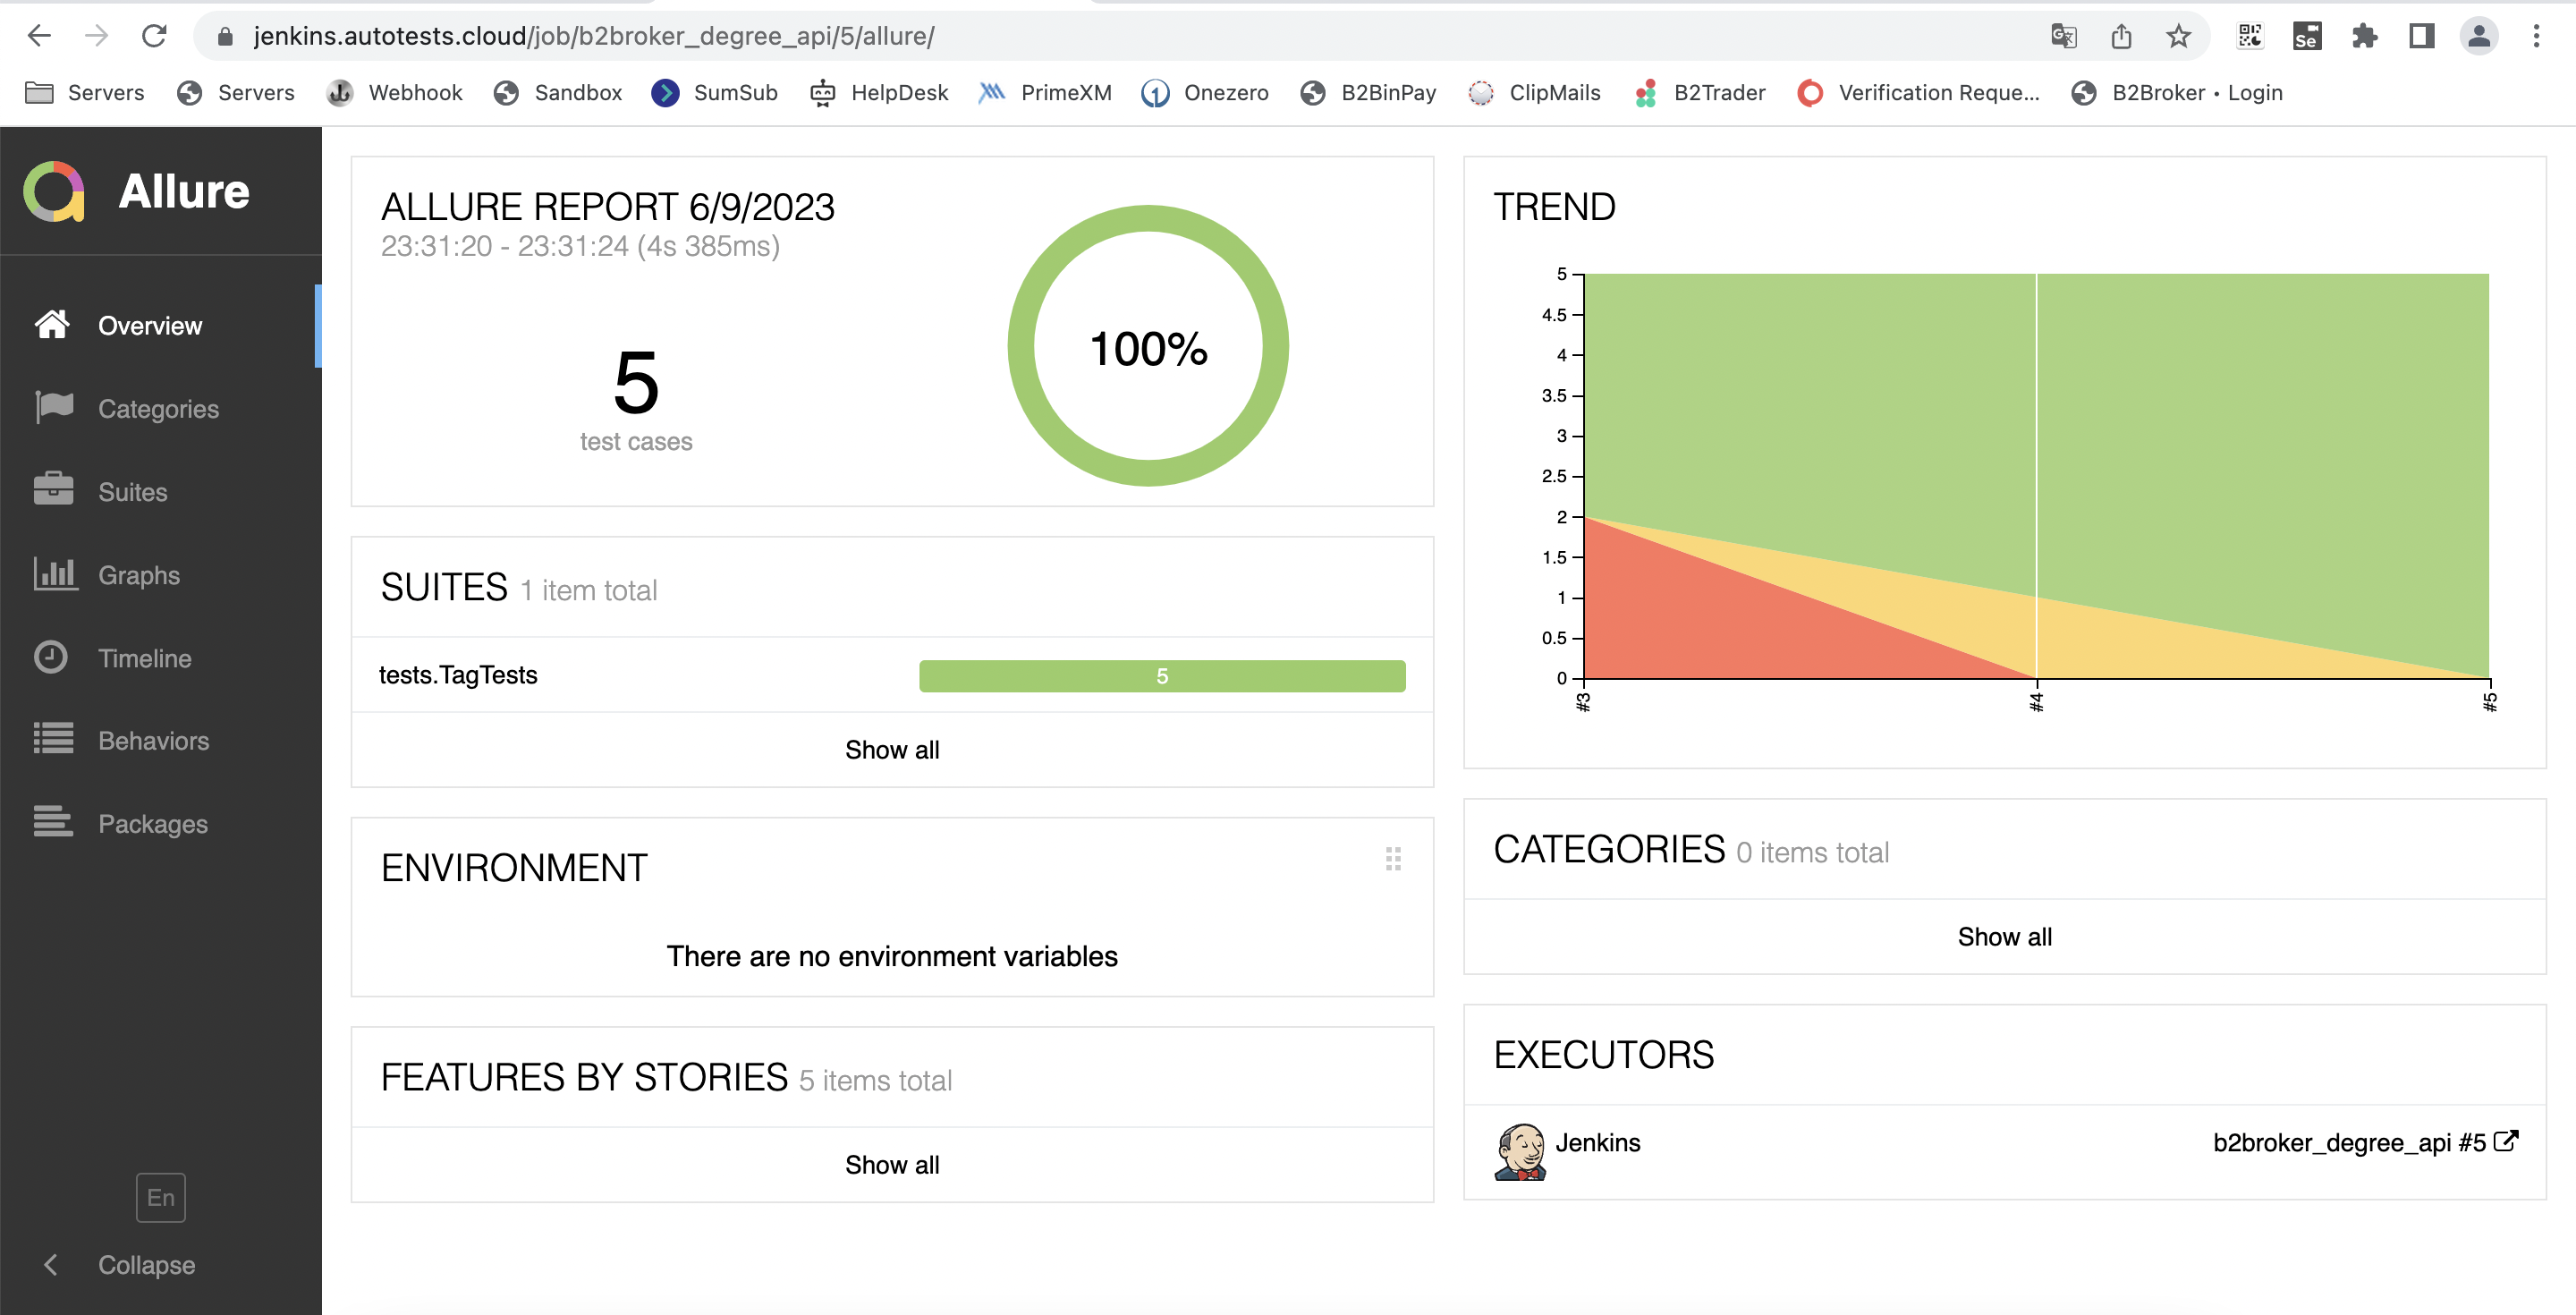 jenkins.autotests.cloud/job/b2broker_degree_api/5/allure/
Se
Servers
Servers
Webhook
Sandbox
SumSub
HelpDesk
PrimeXM
Onezero
B2BinPay
ClipMails
B2Trader
Verification Reque...
B2Broker • Login
Allure
Overview
Categories
Suites
Graphs
Timeline
Behaviors
Packages
En
Collapse
ALLURE REPORT 6/9/2023
23:31:20 - 23:31:24 (4s 385ms)
5
test cases
100%
SUITES 1 item total
tests.TagTests
5
Show all
ENVIRONMENT
There are no environment variables
FEATURES BY STORIES 5 items total
Show all
TREND
5
4.5
4
3.5
3
2.5
2
1.5
1
0.5
0
#3
#4
#5
CATEGORIES 0 items total
Show all
EXECUTORS
Jenkins
b2broker_degree_api #5